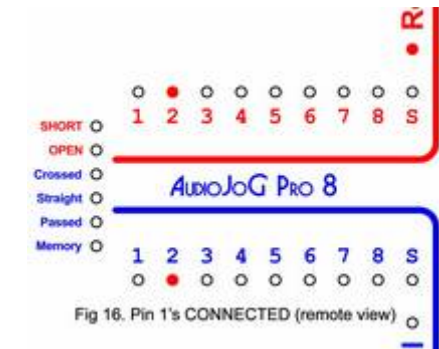 1 2 3 4 5 6 7 8 S
SHORT
OPEN
Crossed
Straight
Passed
Memory
AudioJoG Pro 8
1 2 3 4 5 6 7 8 S
Fig 16. Pin 1's CONNECTED (remote view)